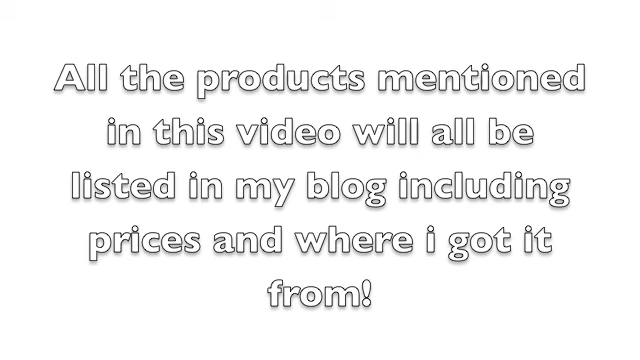 All the products mentioned
in this video will all be
listed in my blog including
prices and where i got it
from!